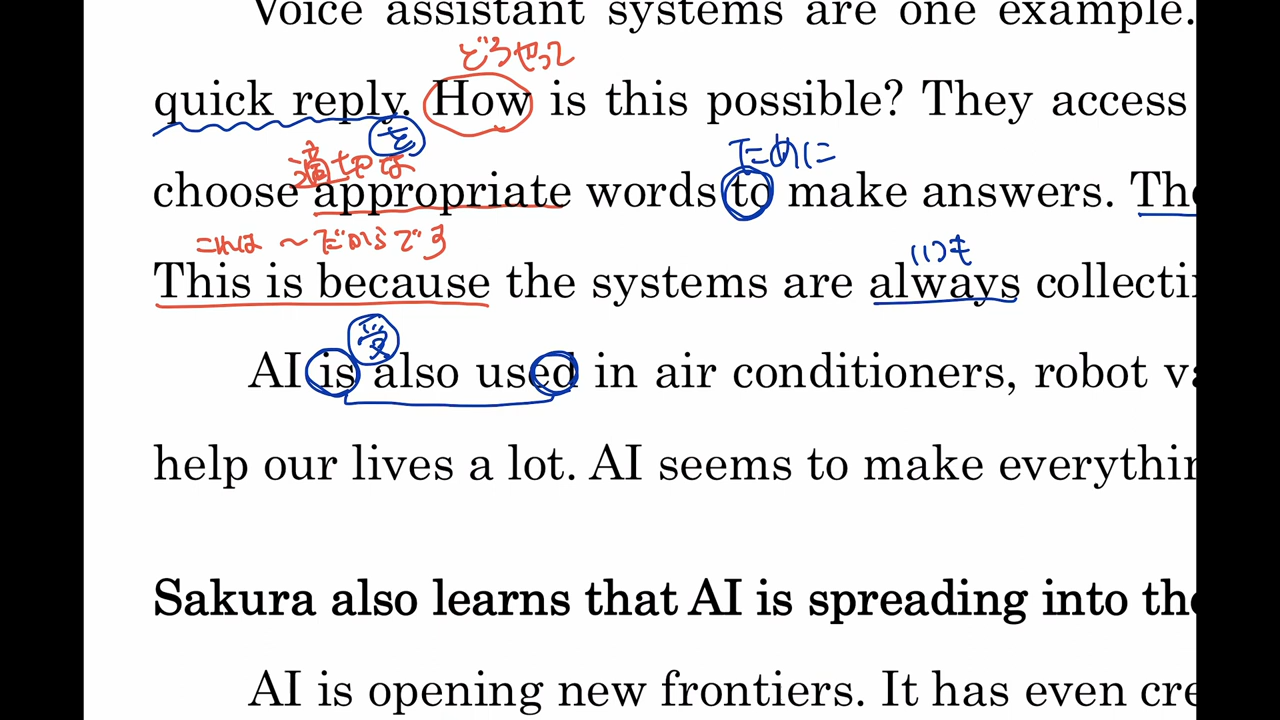 Voice assistant systems are one example.
どうやって
quick reply. How is this possible? They access
を
適切な
ために
choose appropriate words to make answers. The
これは 〜だからです
いつも
This is because the systems are always collecti
受
AI is also used in air conditioners, robot va
help our lives a lot. AI seems to make everythin
Sakura also learns that AI is spreading into the
AI is opening new frontiers. It has even cre